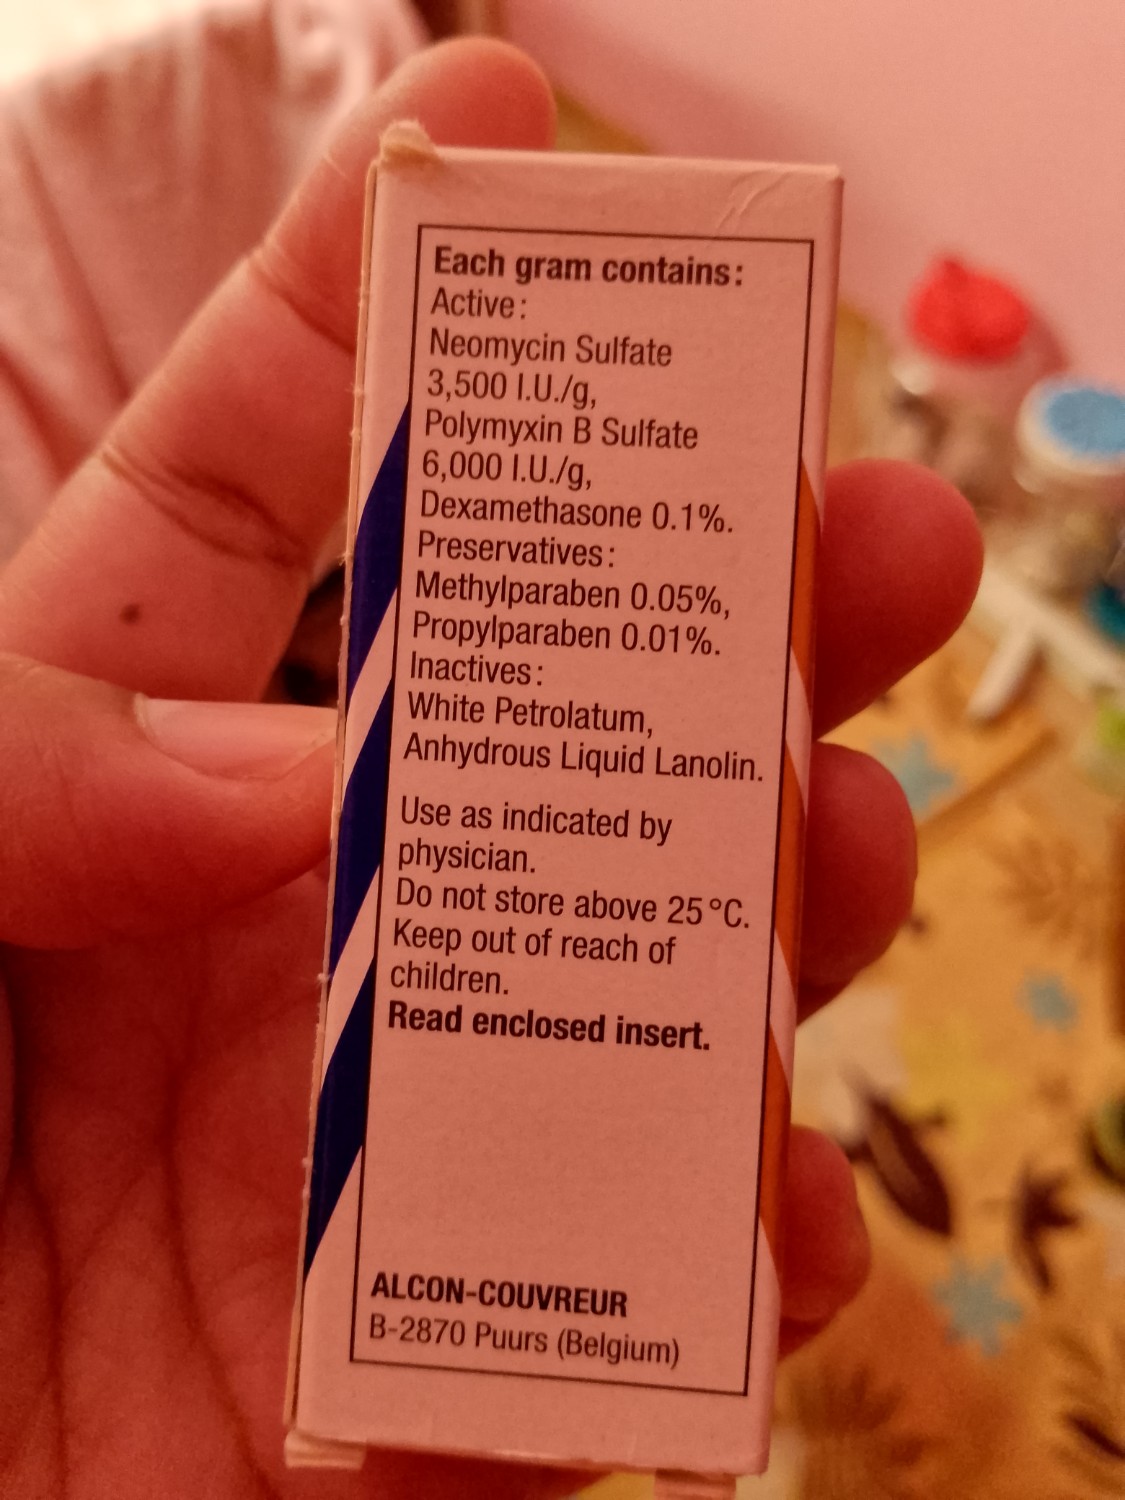 Each gram contains:
Active:
Neomycin Sulfate
3,500 I.U./g,
Polymyxin B Sulfate
6,000 I.U./g,
Dexamethasone 0.1%.
Preservatives:
Methylparaben 0.05%,
Propylparaben 0.01%.
Inactives:
White Petrolatum,
Anhydrous Liquid Lanolin.
Use as indicated by
physician.
Do not store above 25°C.
Keep out of reach of
children.
Read enclosed insert.
ALCON-COUVREUR
B-2870 Puurs (Belgium)